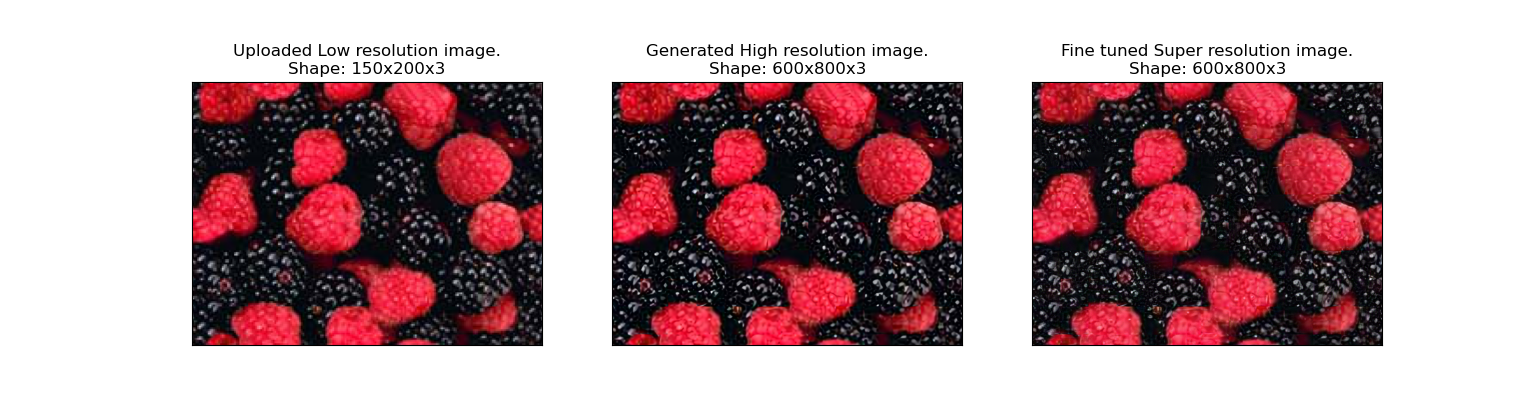 Uploaded Low resolution image.
Shape: 150x200x3
Generated High resolution image.
Shape: 600x800x3
Fine tuned Super resolution image.
Shape: 600x800x3